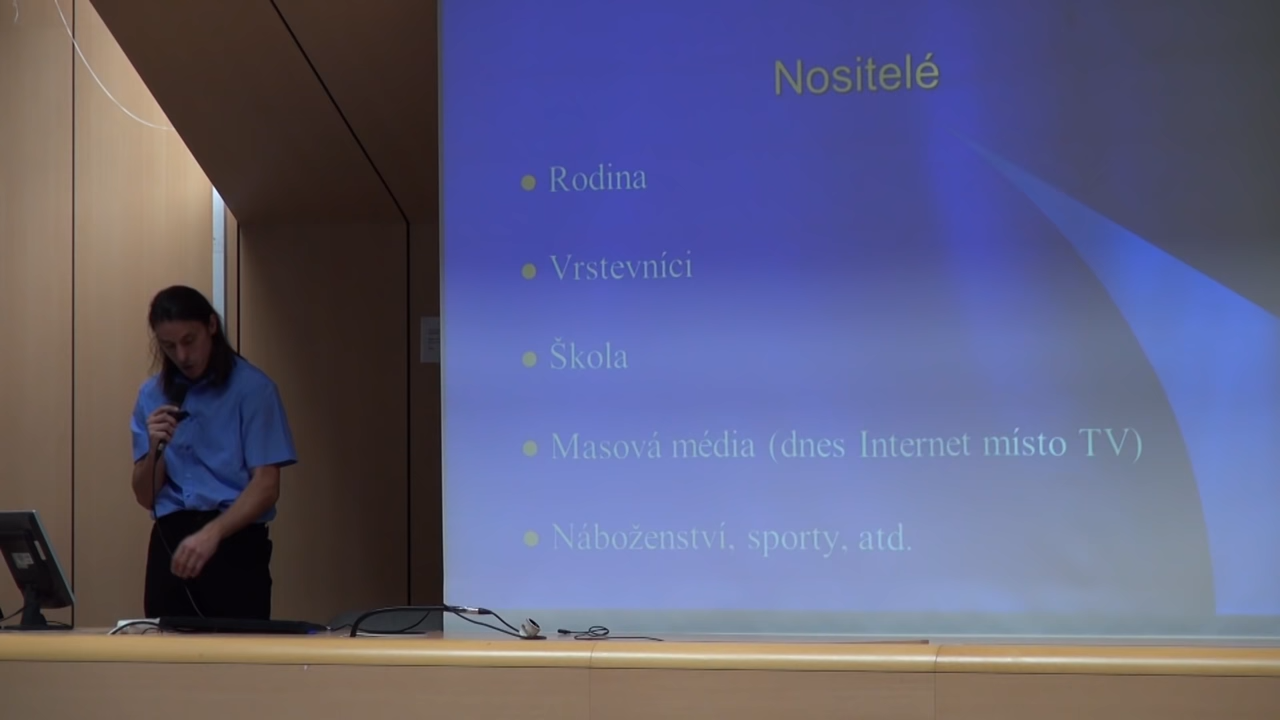 Nositelé
Rodina
Vrstevníci
Škola
Masová média (dnes Internet místo TV)
Náboženství, sporty, atd.